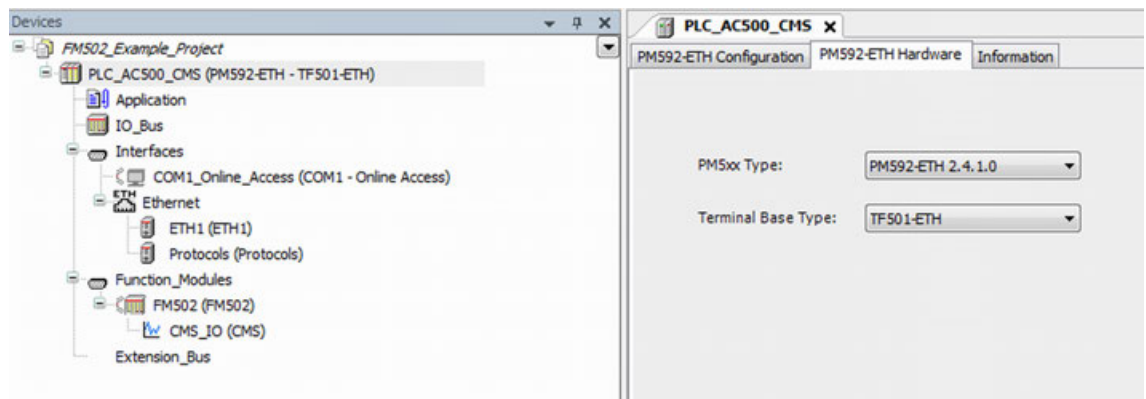 Devices
FM502_Example_Project
PLC_AC500_CMS (PM592-ETH - TF501-ETH)
Application
IO_Bus
Interfaces
COM1_Online_Access (COM1 - Online Access)
ETH
Ethernet
ETH1 (ETH1)
Protocols (Protocols)
Function_Modules
FM502 (FM502)
CMS_IO (CMS)
Extension_Bus
PLC_AC500_CMS
PM592-ETH Configuration PM592-ETH Hardware Information
PM5xx Type: PM592-ETH 2.4.1.0
Terminal Base Type: TF501-ETH